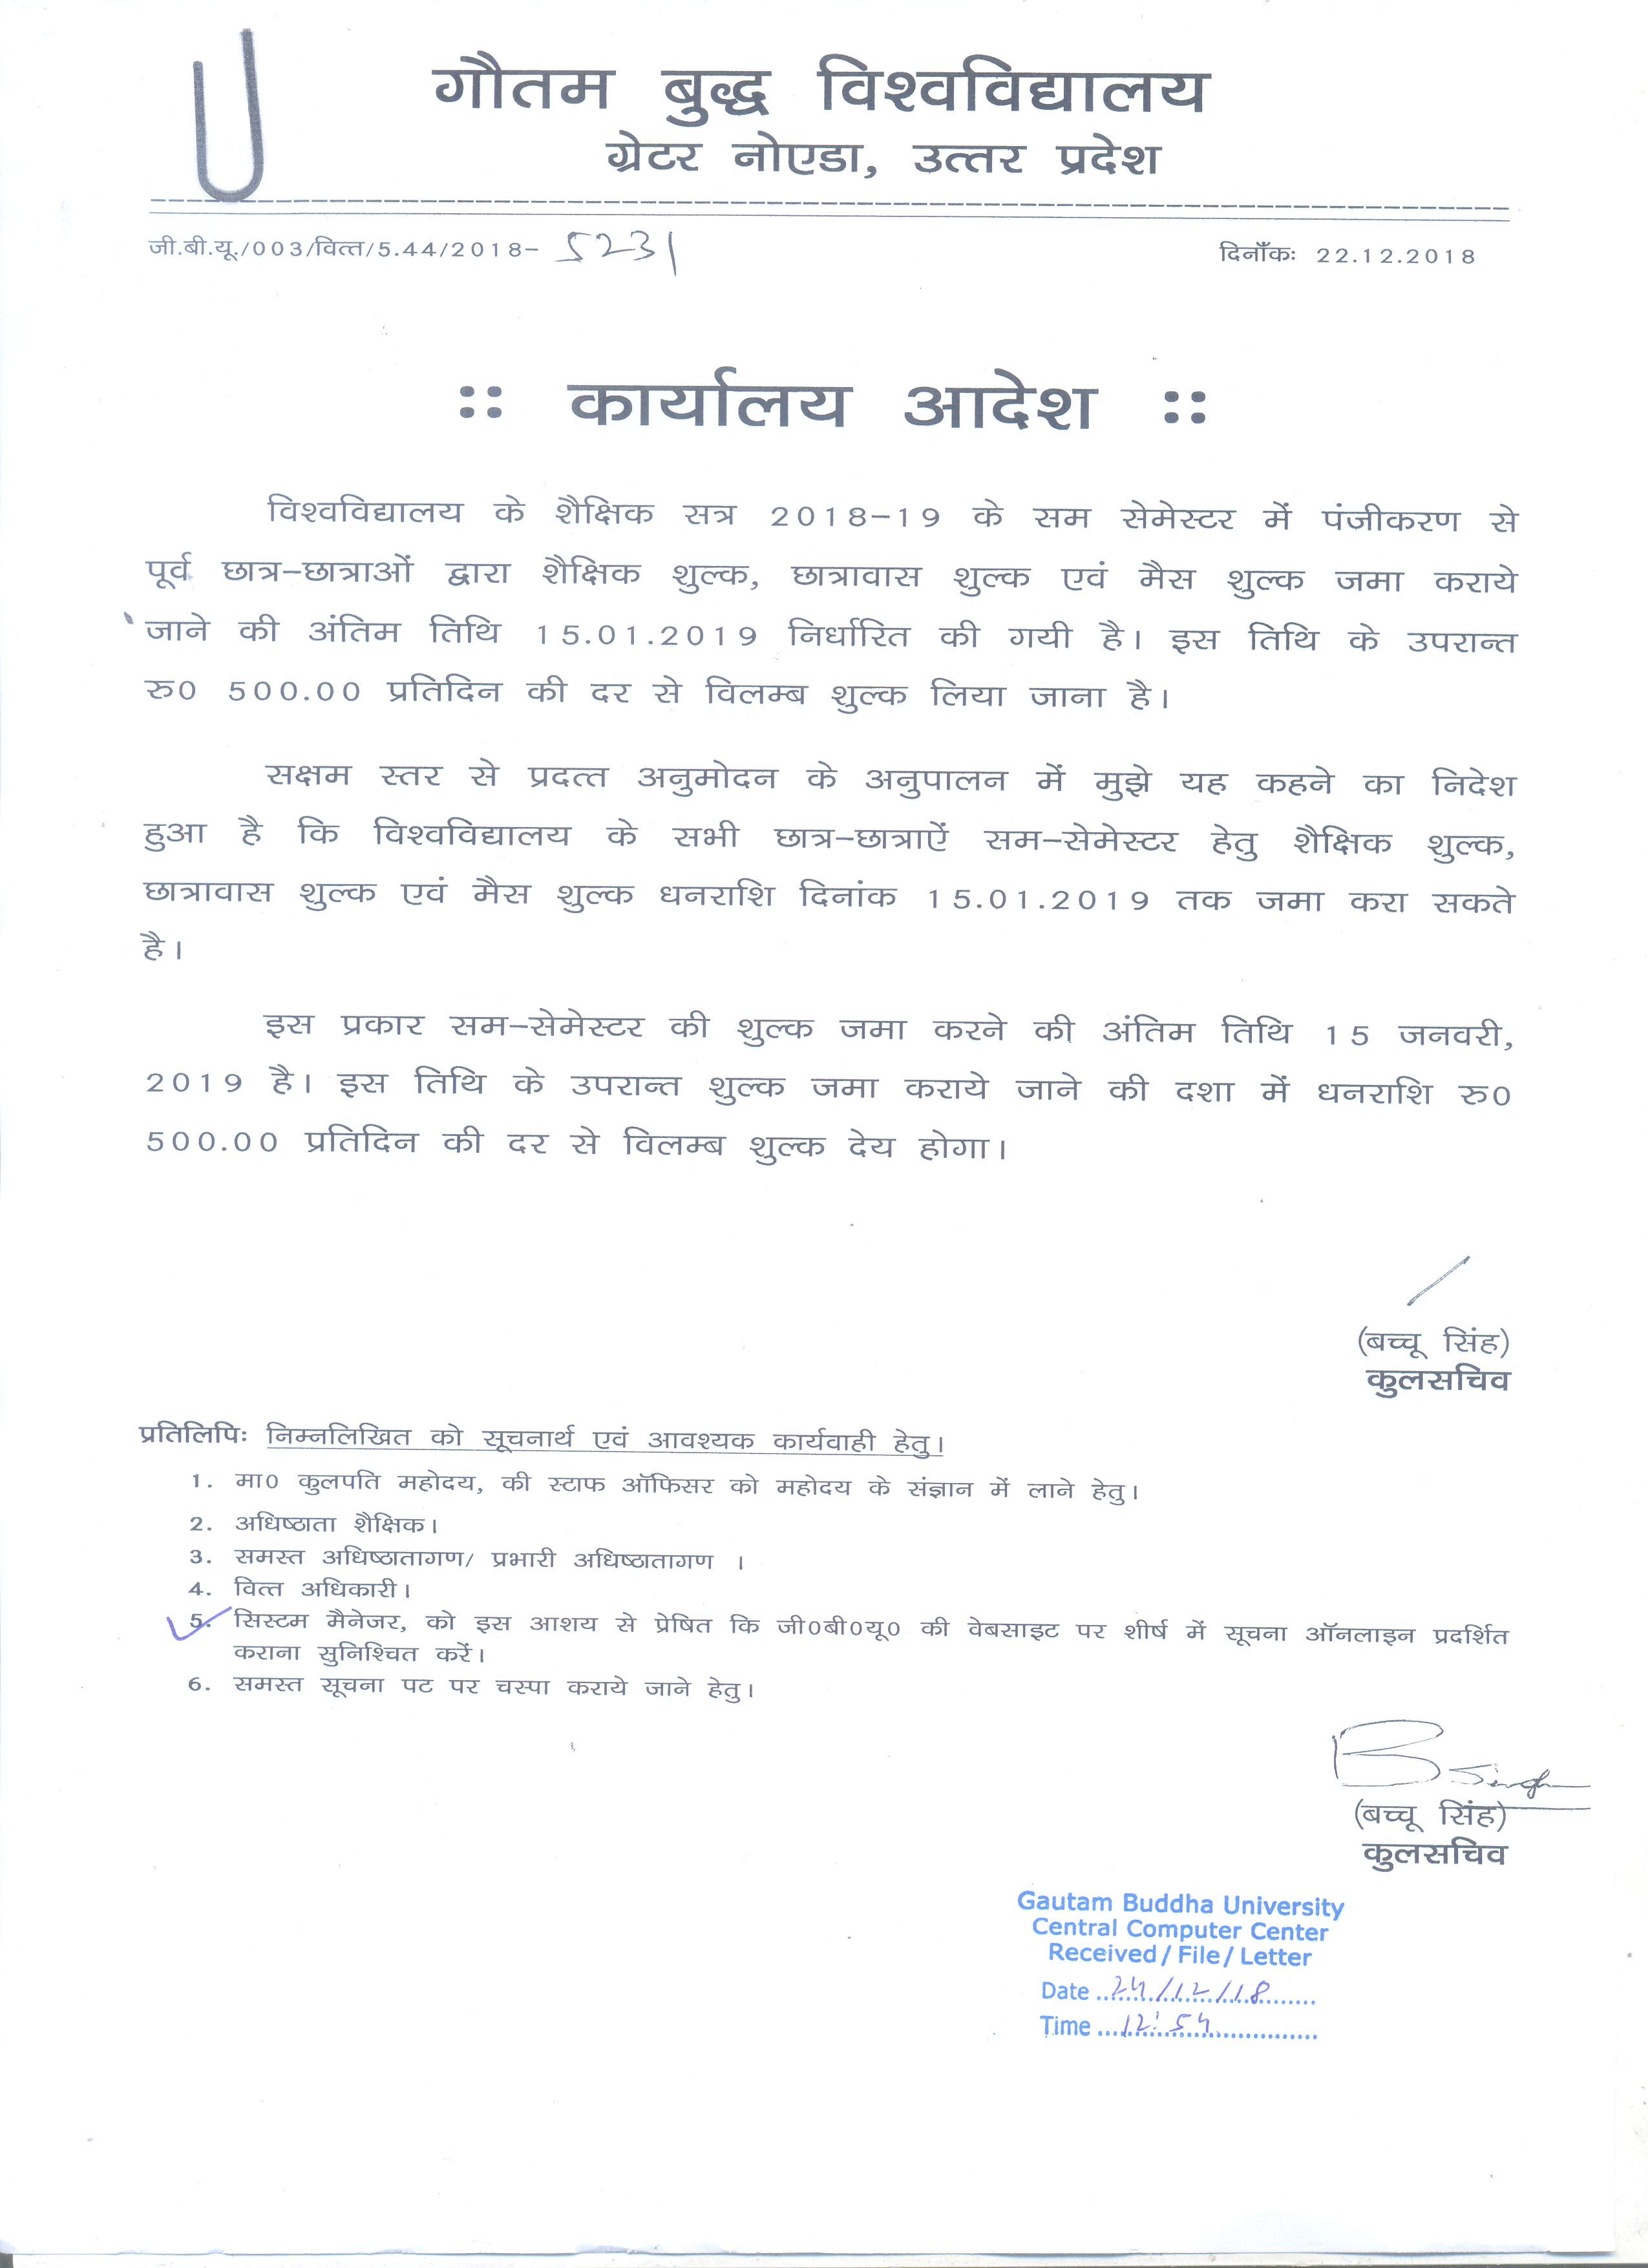 गौतम बुद्ध विश्वविद्यालय
ग्रेटर नोएडा, उत्तर प्रदेश
जी.बी.यू./003/वित्त/5.44/2018- 5231
दिनाँकः 22.12.2018
:: कार्यालय आदेश ::
विश्वविद्यालय के शैक्षिक सत्र 2018-19 के सम सेमेस्टर में पंजीकरण से
पूर्व छात्र-छात्राओं द्वारा शैक्षिक शुल्क, छात्रावास शुल्क एवं मैस शुल्क जमा कराये
जाने की अंतिम तिथि 15.01.2019 निर्धारित की गयी है। इस तिथि के उपरान्त
रु0 500.00 प्रतिदिन की दर से विलम्ब शुल्क लिया जाना है।
सक्षम स्तर से प्रदत्त अनुमोदन के अनुपालन में मुझे यह कहने का निदेश
हुआ है कि विश्वविद्यालय के सभी छात्र-छात्राऐं सम-सेमेस्टर हेतु शैक्षिक शुल्क,
छात्रावास शुल्क एवं मैस शुल्क धनराशि दिनांक 15.01.2019 तक जमा करा सकते
है।
इस प्रकार सम-सेमेस्टर की शुल्क जमा करने की अंतिम तिथि 15 जनवरी,
2019 है। इस तिथि के उपरान्त शुल्क जमा कराये जाने की दशा में धनराशि रु0
500.00 प्रतिदिन की दर से विलम्ब शुल्क देय होगा।
(बच्चू सिंह)
कुलसचिव
प्रतिलिपिः निम्नलिखित को सूचनार्थ एवं आवश्यक कार्यवाही हेतु।
1. मा0 कुलपति महोदय, की स्टाफ ऑफिसर को महोदय के संज्ञान में लाने हेतु।
2. अधिष्ठाता शैक्षिक।
3. समस्त अधिष्ठातागण/ प्रभारी अधिष्ठातागण ।
4. वित्त अधिकारी।
5. सिस्टम मैनेजर, को इस आशय से प्रेषित कि जी0बी0यू0 की वेबसाइट पर शीर्ष में सूचना ऑनलाइन प्रदर्शित
कराना सुनिश्चित करें।
6. समस्त सूचना पट पर चस्पा कराये जाने हेतु।
B Singh
(बच्चू सिंह)
कुलसचिव
Gautam Buddha University
Central Computer Center
Received / File / Letter
Date 24/12/18
Time 12:54